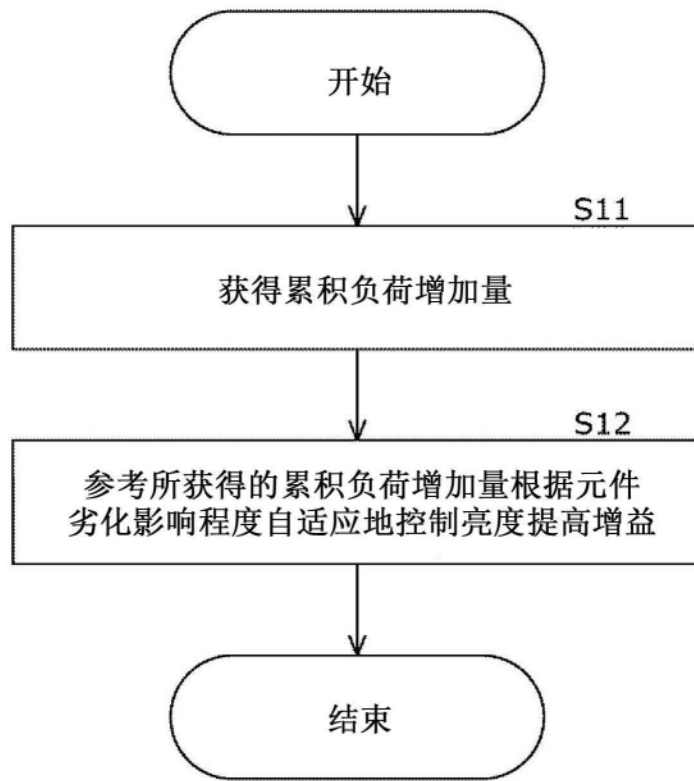 开始
S11
获得累积负荷增加量
S12
参考所获得的累积负荷增加量根据元件
劣化影响程度自适应地控制亮度提高增益
结束